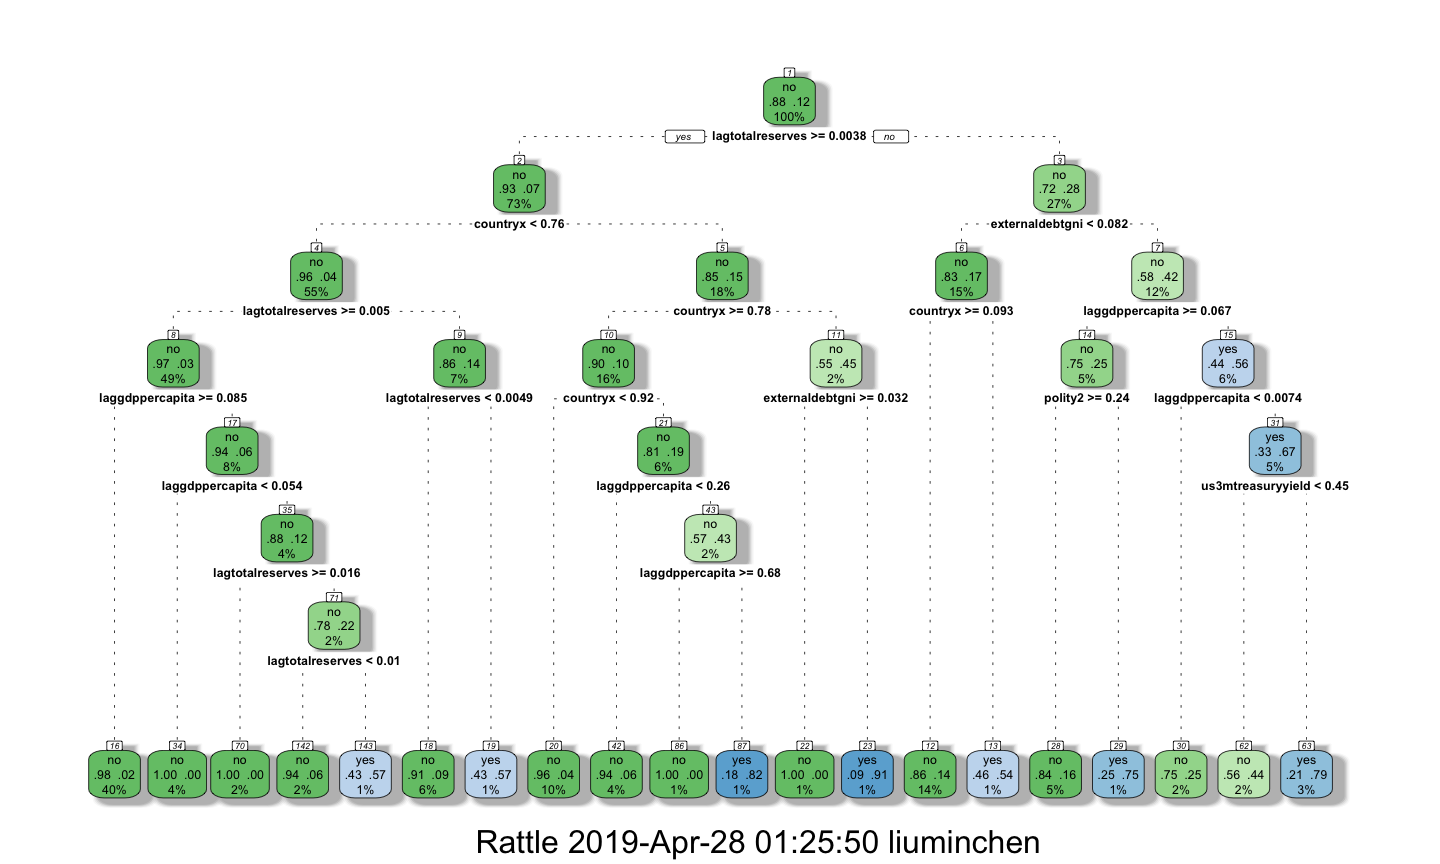 1
no
.88 .12
100%
yes lagtotalreserves >= 0.0038 no
2 3
no no
.93 .07 .72 .28
73% 27%
countryx < 0.76 externaldebtgni < 0.082
4 5 6 7
no no no no
.96 .04 .85 .15 .83 .17 .58 .42
55% 18% 15% 12%
lagtotalreserves >= 0.005 countryx >= 0.78 countryx >= 0.093 laggdppercapita >= 0.067
8 9 10 11 14 15
no no no no no yes
.97 .03 .86 .14 .90 .10 .55 .45 .75 .25 .44 .56
49% 7% 16% 2% 5% 6%
laggdppercapita >= 0.085 lagtotalreserves < 0.0049 countryx < 0.92 externaldebtgni >= 0.032 polity2 >= 0.24 laggdppercapita < 0.0074
17 21 31
no no yes
.94 .06 .81 .19 .33 .67
8% 6% 5%
laggdppercapita < 0.054 laggdppercapita < 0.26 us3mtreasuryyield < 0.45
35 43
no no
.88 .12 .57 .43
4% 2%
lagtotalreserves >= 0.016 laggdppercapita >= 0.68
71
no
.78 .22
2%
lagtotalreserves < 0.01
16 34 70 142 143 18 19 20 42 86 87 22 23 12 13 28 29 30 62 63
no no no no yes no yes no no no yes no yes no yes no yes no no yes
.98 .02 1.00 .00 1.00 .00 .94 .06 .43 .57 .91 .09 .43 .57 .96 .04 .94 .06 1.00 .00 .18 .82 1.00 .00 .09 .91 .86 .14 .46 .54 .84 .16 .25 .75 .75 .25 .56 .44 .21 .79
40% 4% 2% 2% 1% 6% 1% 10% 4% 1% 1% 1% 1% 14% 1% 5% 1% 2% 2% 3%
Rattle 2019-Apr-28 01:25:50 liuminchen